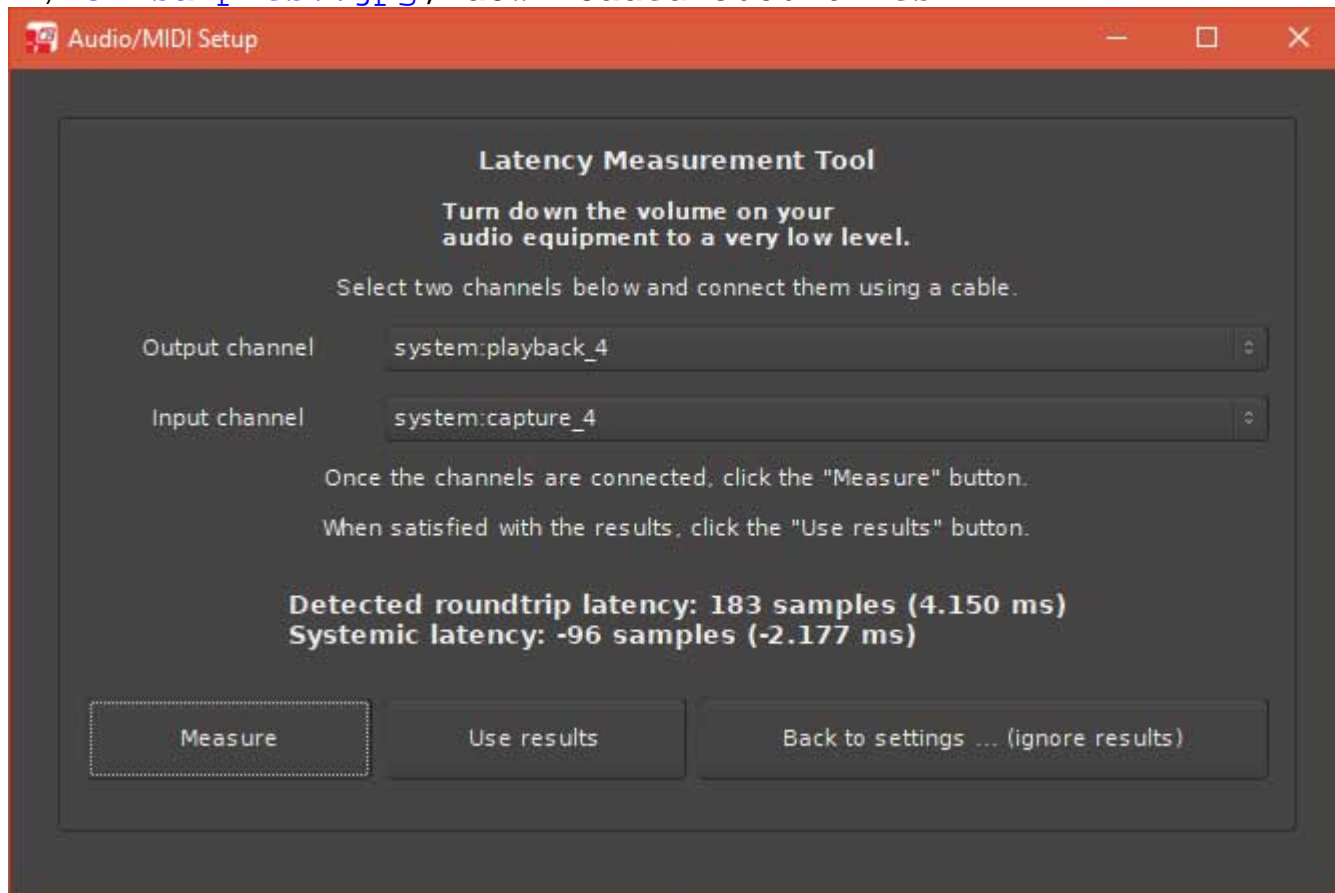 Audio/MIDI Setup
Latency Measurement Tool
Turn down the volume on your
audio equipment to a very low level.
Select two channels below and connect them using a cable.
Output channel system:playback_4
Input channel system:capture_4
Once the channels are connected, click the "Measure" button.
When satisfied with the results, click the "Use results" button.
Detected roundtrip latency: 183 samples (4.150 ms)
Systemic latency: -96 samples (-2.177 ms)
Measure Use results Back to settings ... (ignore results)